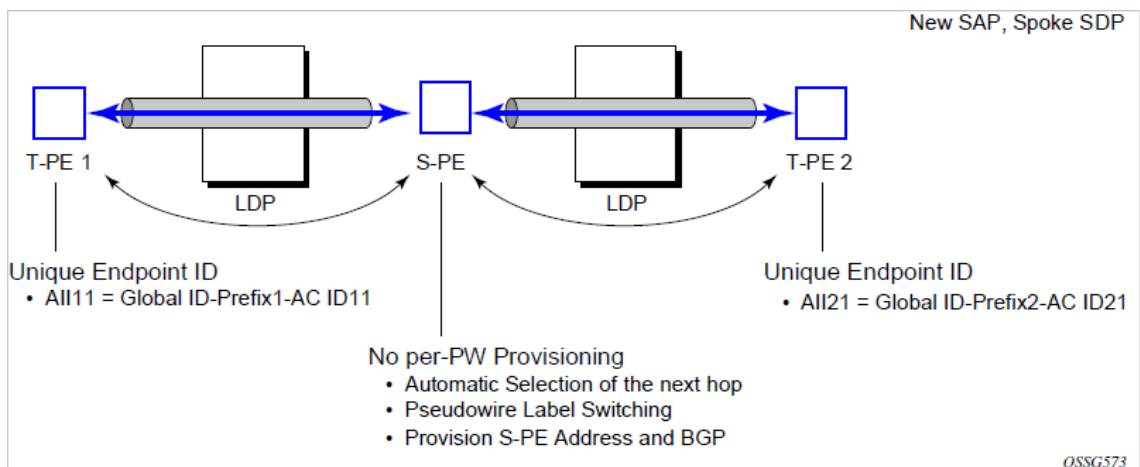 New SAP, Spoke SDP
T-PE 1
S-PE
T-PE 2
LDP
LDP
Unique Endpoint ID
• AII11 = Global ID-Prefix1-AC ID11
Unique Endpoint ID
• AII21 = Global ID-Prefix2-AC ID21
No per-PW Provisioning
• Automatic Selection of the next hop
• Pseudowire Label Switching
• Provision S-PE Address and BGP
OSSG573